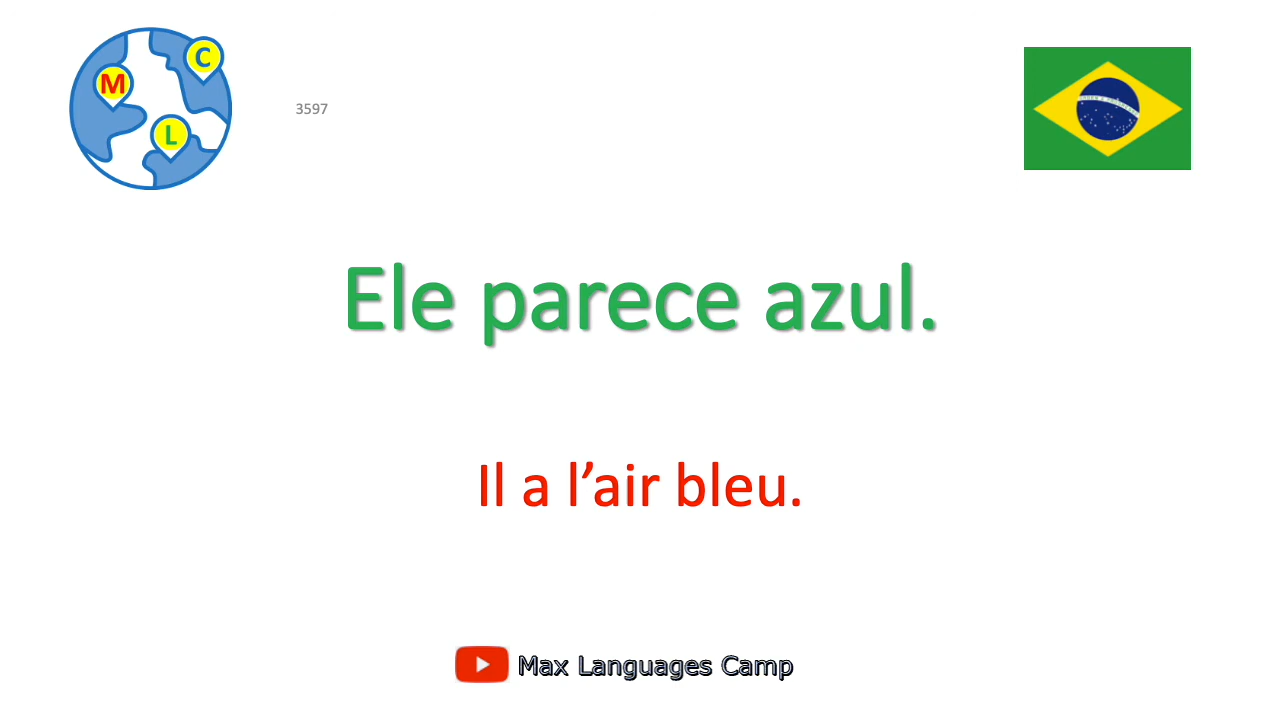 M
C
L
3597
Ele parece azul.
Il a l’air bleu.
Max Languages Camp